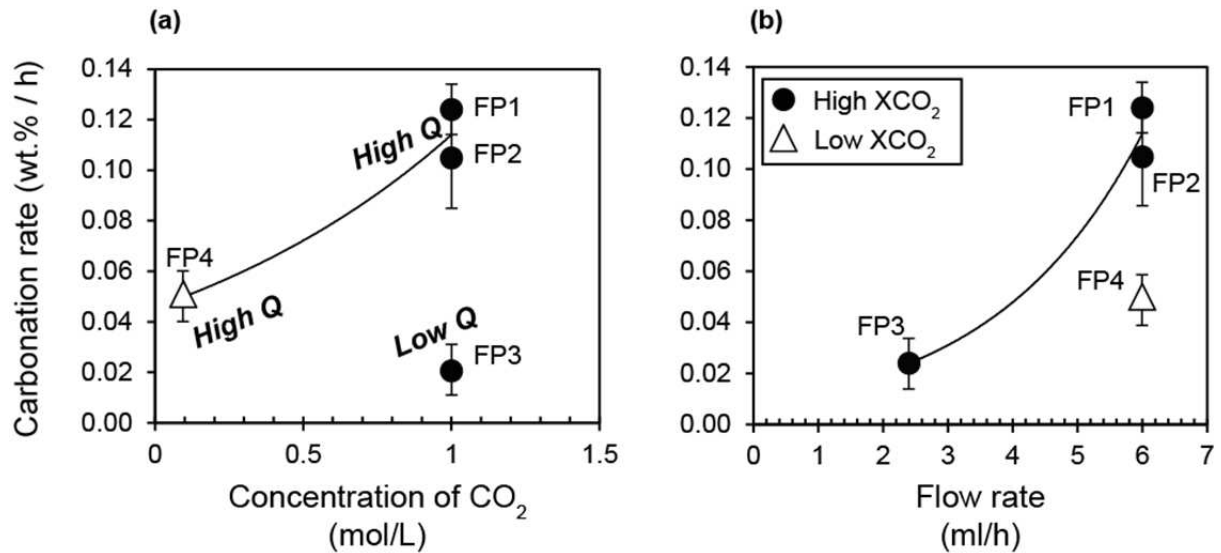 (a)
Carbonation rate (wt.% / h)
0.14
0.12
0.10
0.08
0.06
0.04
0.02
0.00
FP1
High Q
FP2
FP4
High Q
Low Q
FP3
0
0.5
1
1.5
Concentration of CO₂
(mol/L)
(b)
0.14
0.12
0.10
0.08
0.06
0.04
0.02
0.00
High XCO₂
Low XCO₂
FP1
FP2
FP4
FP3
0
1
2
3
4
5
6
7
Flow rate
(ml/h)